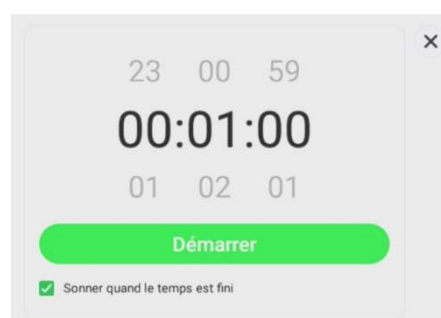 23 00 59
00:01:00
01 02 01
Démarrer
Sonner quand le temps est fini